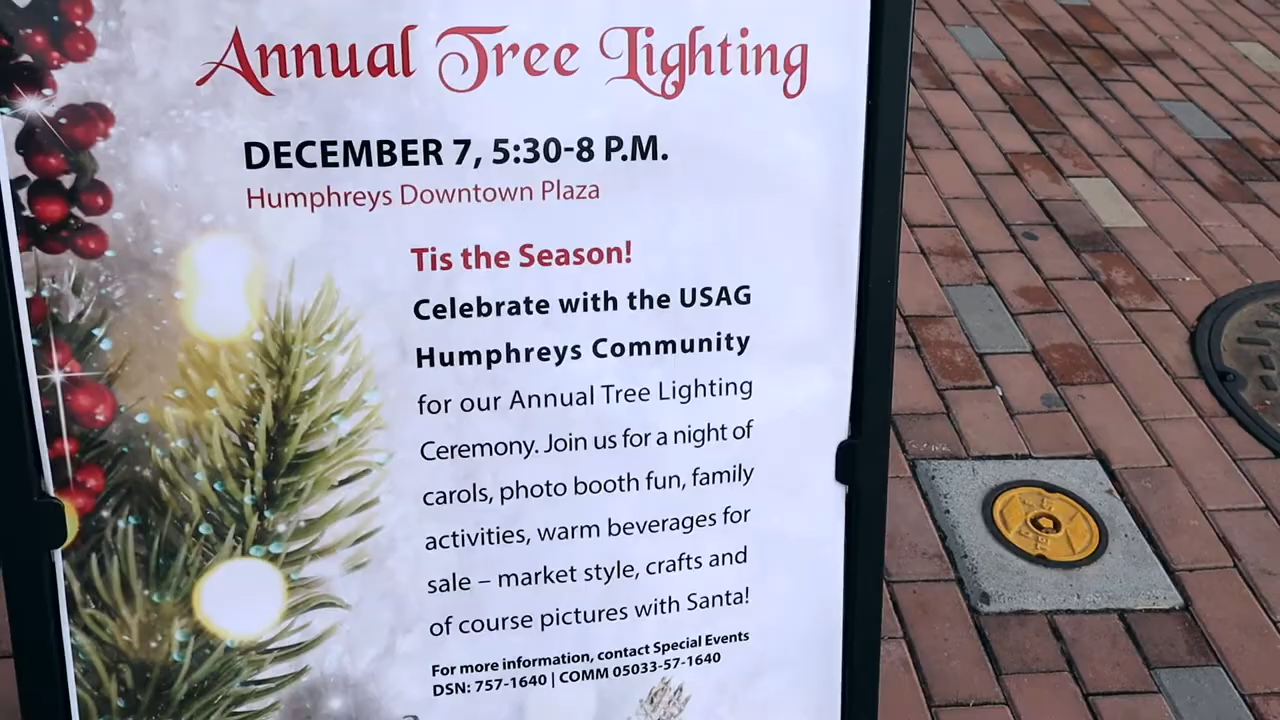 Annual Tree Lighting
DECEMBER 7, 5:30-8 P.M.
Humphreys Downtown Plaza
Tis the Season!
Celebrate with the USAG
Humphreys Community
for our Annual Tree Lighting
Ceremony. Join us for a night of
carols, photo booth fun, family
activities, warm beverages for
sale – market style, crafts and
of course pictures with Santa!
For more information, contact Special Events
DSN: 757-1640 | COMM 05033-57-1640